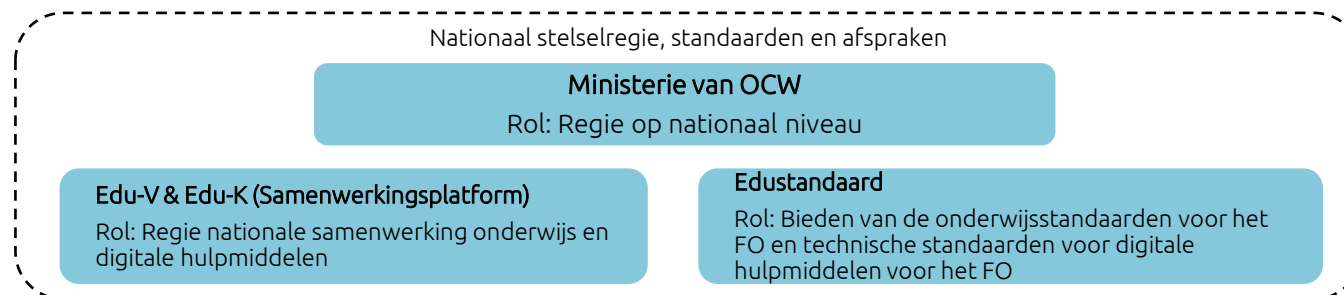 Nationaal stelselregie, standaarden en afspraken
Ministerie van OCW
Rol: Regie op nationaal niveau
Edu-V & Edu-K (Samenwerkingsplatform)
Rol: Regie nationale samenwerking onderwijs en
digitale hulpmiddelen
Edustandaard
Rol: Bieden van de onderwijsstandaarden voor het
FO en technische standaarden voor digitale
hulpmiddelen voor het FO